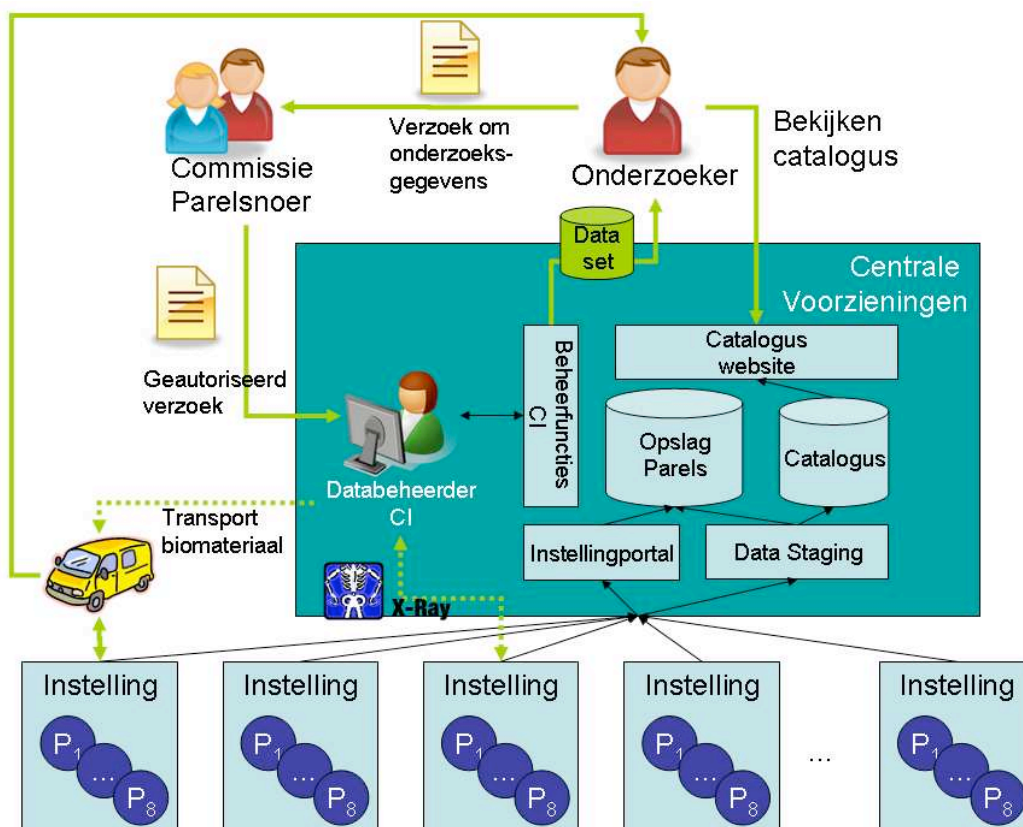 Verzoek om
onderzoeks-
gegevens
Commissie
Parelsnoer
Onderzoeker
Bekijken
catalogus
Data
set
Centrale
Voorzieningen
Geautoriseerd
verzoek
Beheerfuncties
CI
Catalogus
website
Opslag
Parels
Catalogus
Databeheerder
CI
Transport
biomateriaal
Instellingportal
Data Staging
X-Ray
Instelling
P1
...
P8
Instelling
P1
...
P8
Instelling
P1
...
P8
Instelling
P1
...
P8
...
Instelling
P1
...
P8